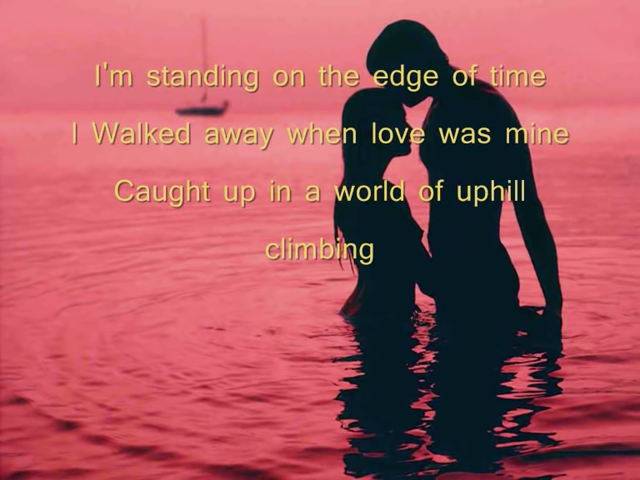 I'm standing on the edge of time
I Walked away when love was mine
Caught up in a world of uphill
climbing